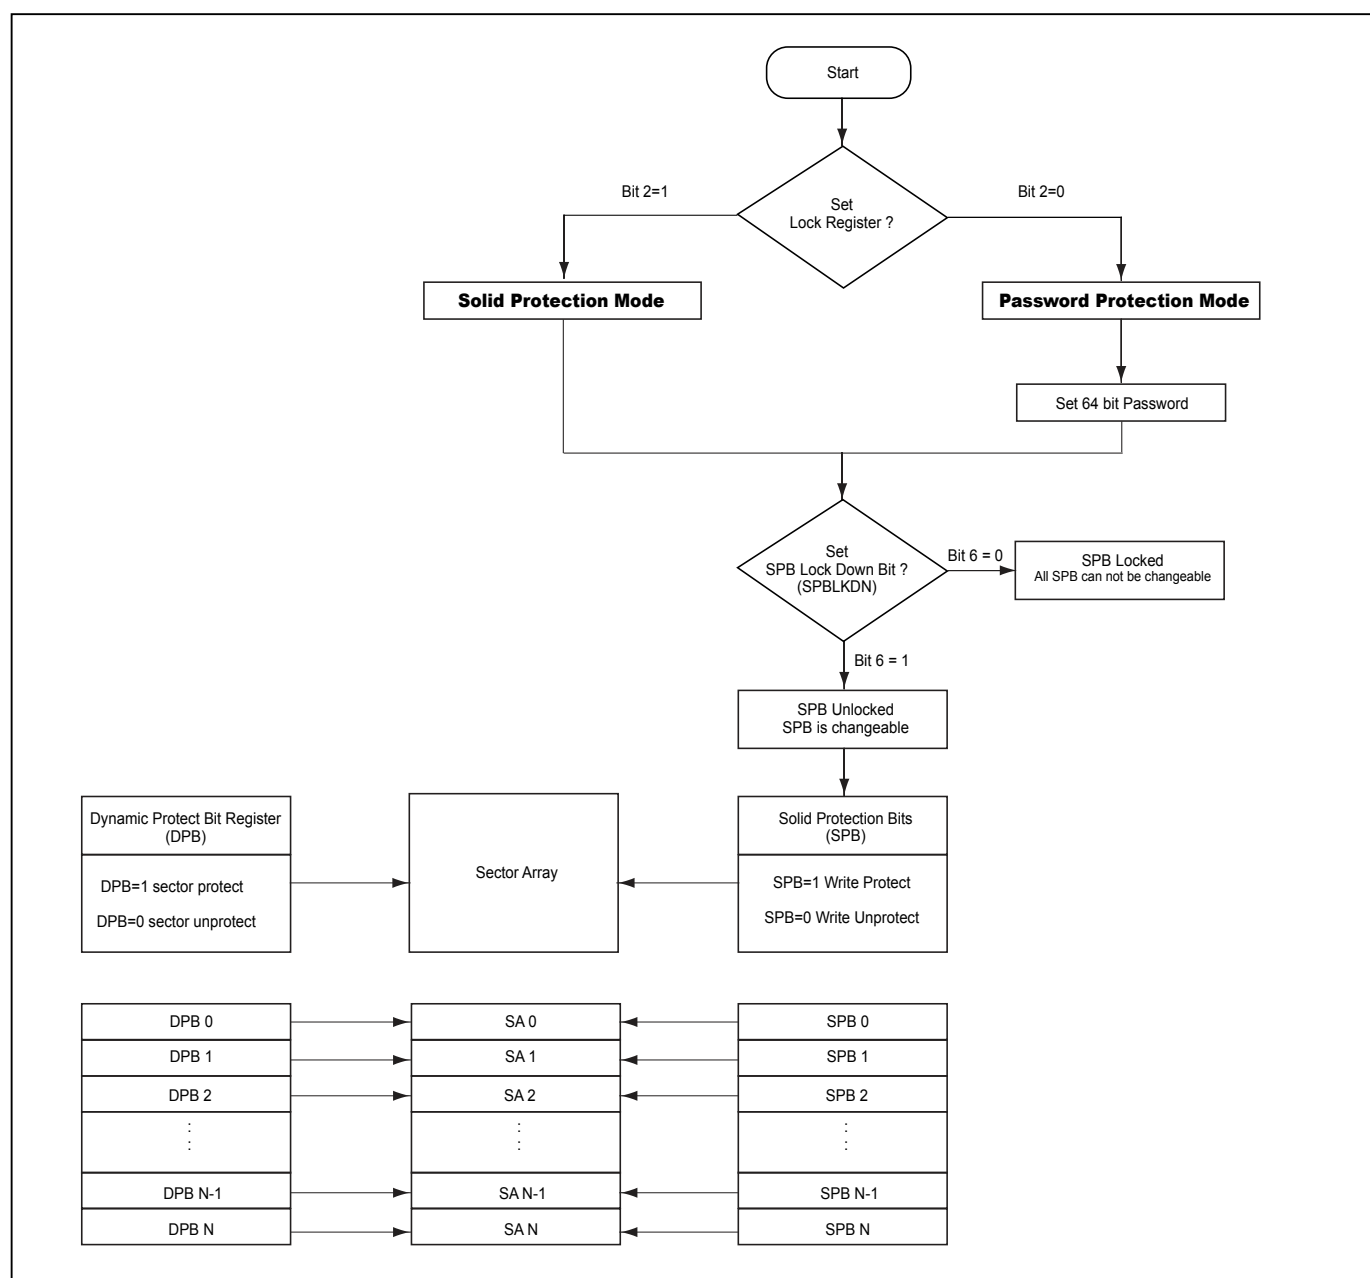 Start
Bit 2=1
Bit 2=0
Set
Lock Register ?
Solid Protection Mode
Password Protection Mode
Set 64 bit Password
Set
SPB Lock Down Bit ?
(SPBLKDN)
Bit 6 = 0
SPB Locked
All SPB can not be changeable
Bit 6 = 1
SPB Unlocked
SPB is changeable
Dynamic Protect Bit Register
(DPB)
DPB=1 sector protect
DPB=0 sector unprotect
Sector Array
Solid Protection Bits
(SPB)
SPB=1 Write Protect
SPB=0 Write Unprotect
DPB 0
SA 0
SPB 0
DPB 1
SA 1
SPB 1
DPB 2
SA 2
SPB 2
DPB N-1
SA N-1
SPB N-1
DPB N
SA N
SPB N